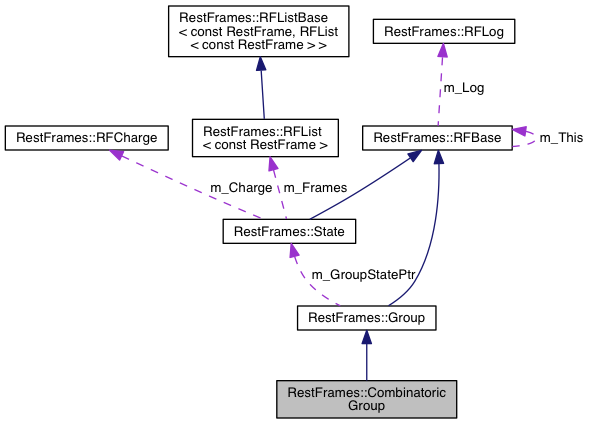 RestFrames::RFListBase
< const RestFrame, RFList
< const RestFrame > >
RestFrames::RFLog
m_Log
RestFrames::RFCharge
RestFrames::RFList
< const RestFrame >
RestFrames::RFBase
m_This
m_Charge
m_Frames
RestFrames::State
m_GroupStatePtr
RestFrames::Group
RestFrames::Combinatoric
Group